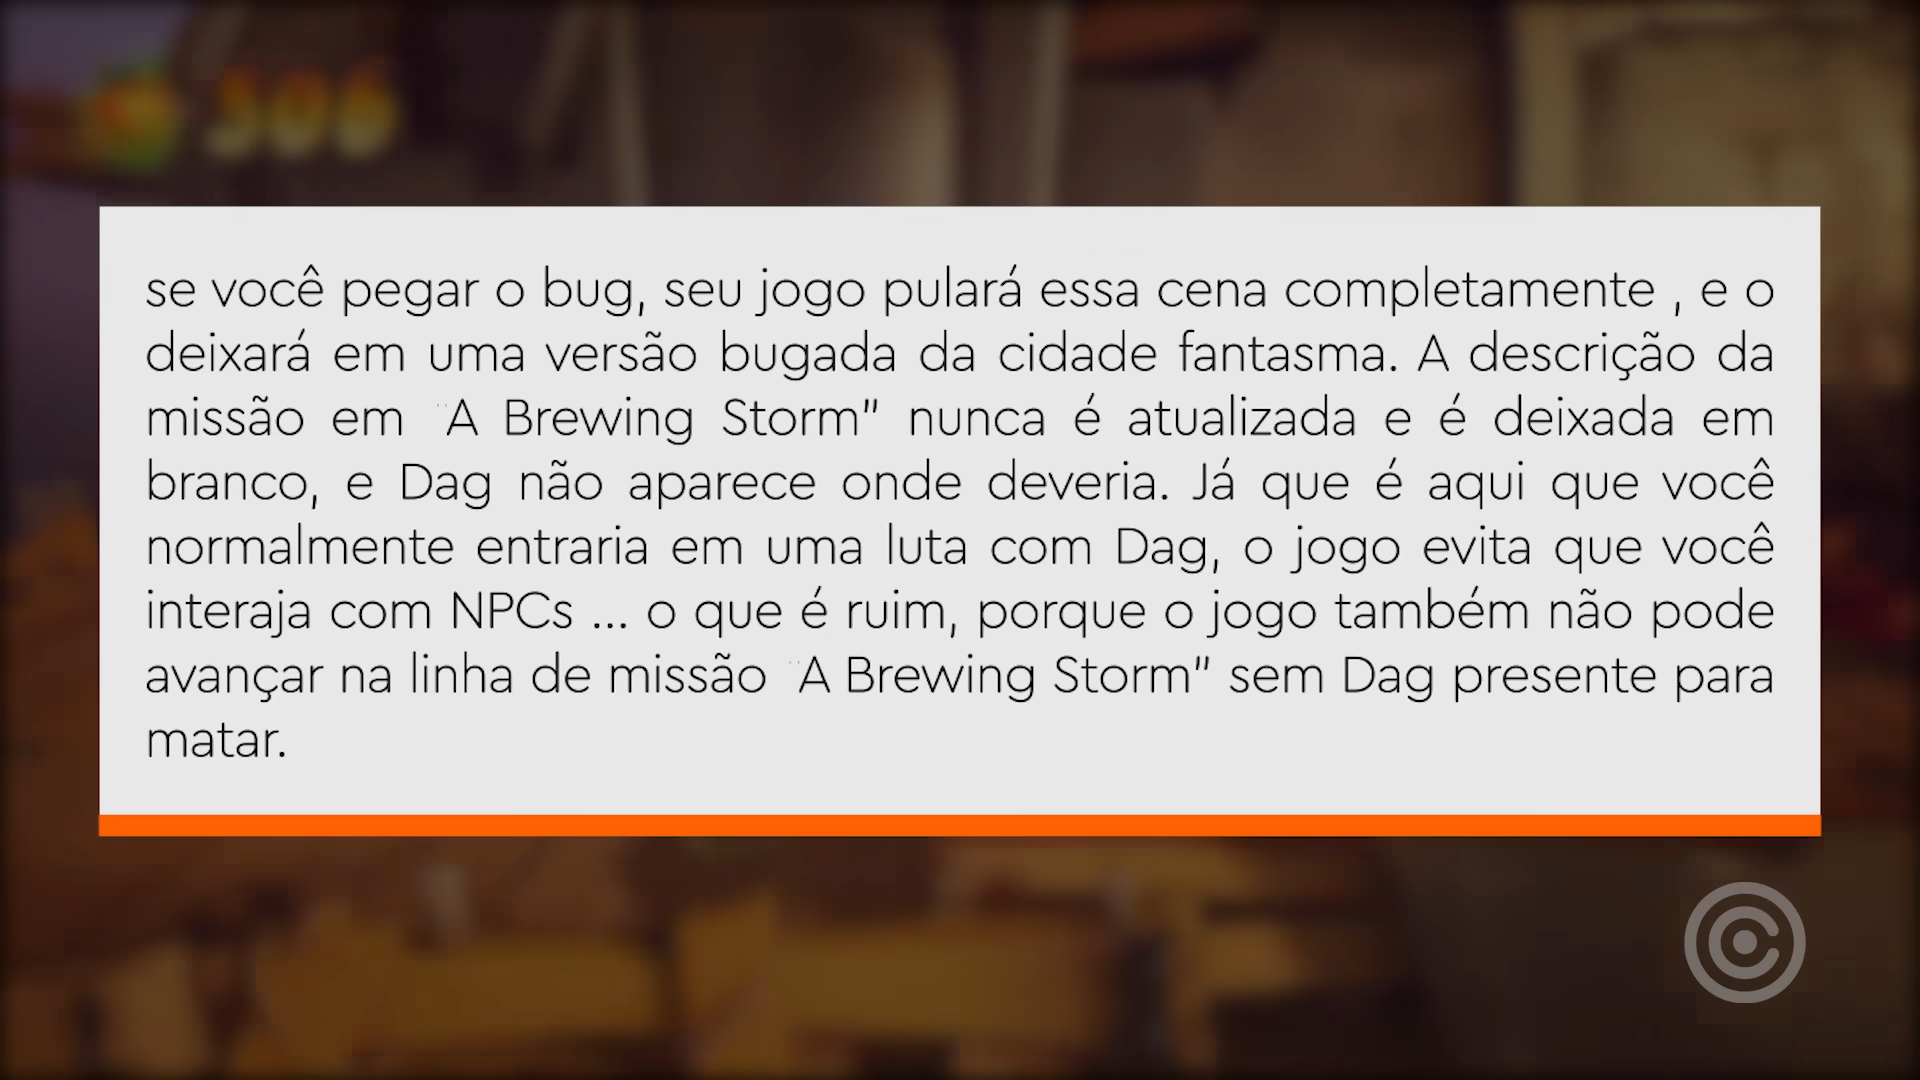 306
se você pegar o bug, seu jogo pulará essa cena completamente , e o
deixará em uma versão bugada da cidade fantasma. A descrição da
missão em ¨A Brewing Storm” nunca é atualizada e é deixada em
branco, e Dag não aparece onde deveria. Já que é aqui que você
normalmente entraria em uma luta com Dag, o jogo evita que você
interaja com NPCs ... o que é ruim, porque o jogo também não pode
avançar na linha de missão ¨A Brewing Storm” sem Dag presente para
matar.